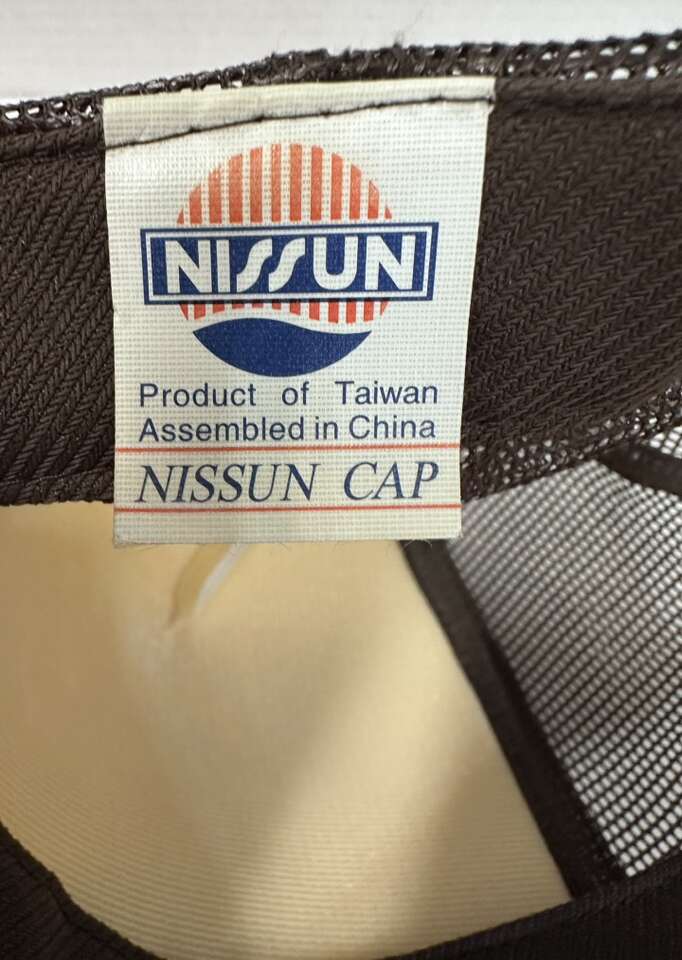 NISSUN
Product of Taiwan
Assembled in China
NISSUN CAP